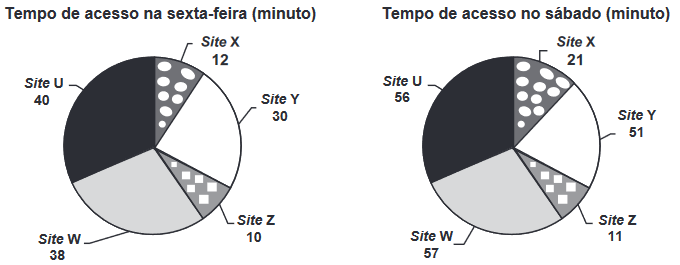 Tempo de acesso na sexta-feira (minuto)
Site X
12
Site U
40
Site Y
30
Site Z
10
Site W
38
Tempo de acesso no sábado (minuto)
Site X
21
Site U
56
Site Y
51
Site Z
11
Site W
57